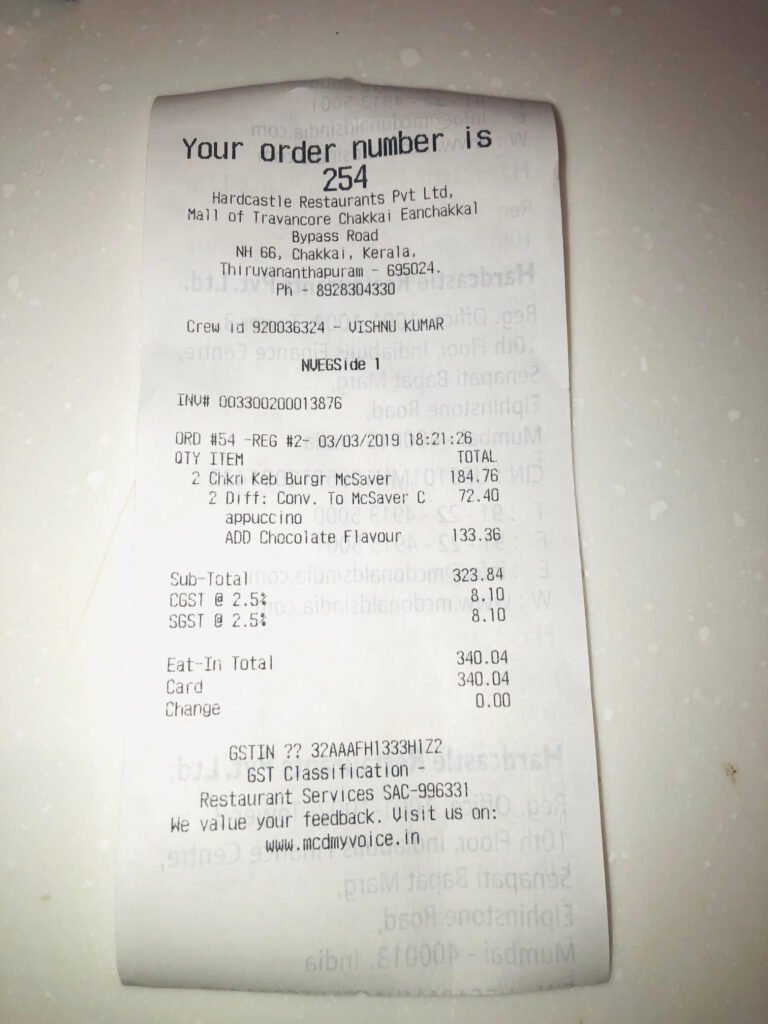 Your order number is
254
Hardcastle Restaurants Pvt Ltd,
Mall of Travancore Chakkai Eanchakkal
Bypass Road
NH 66, Chakkai, Kerala,
Thiruvananthapuram - 695024.
Ph - 8928304330
Crew id 920036324 - VISHNU KUMAR
NVEGSide 1
INV# 003300200013876
ORD #54 -REG #2- 03/03/2019 18:21:26
QTY ITEM TOTAL
2 Chkn Keb Burgr McSaver 184.76
2 Diff: Conv. To McSaver C 72.40
appuccino
ADD Chocolate Flavour 133.36
Sub-Total 323.84
CGST @ 2.5% 8.10
SGST @ 2.5% 8.10
Eat-In Total 340.04
Card 340.04
Change 0.00
GSTIN ?? 32AAAFH1333H1Z2
GST Classification -
Restaurant Services SAC-996331
We value your feedback. Visit us on:
www.mcdmyvoice.in